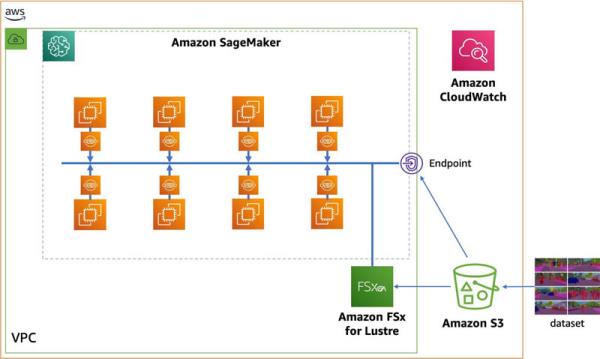 aws
Amazon SageMaker
Amazon
CloudWatch
Endpoint
FSx
Amazon FSx
for Lustre
Amazon S3
dataset
VPC